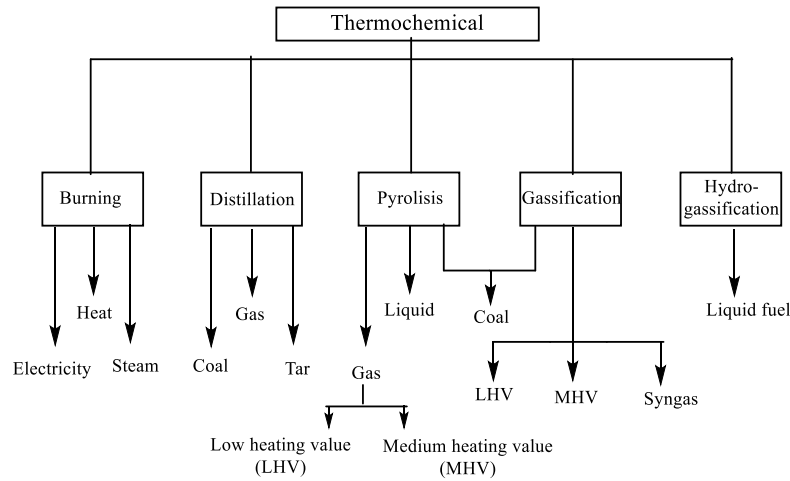 Thermochemical
Burning
Distillation
Pyrolisis
Gassification
Hydro-
gassification
Heat
Gas
Liquid
Coal
Liquid fuel
Electricity
Steam
Coal
Tar
Gas
LHV
MHV
Syngas
Low heating value
(LHV)
Medium heating value
(MHV)